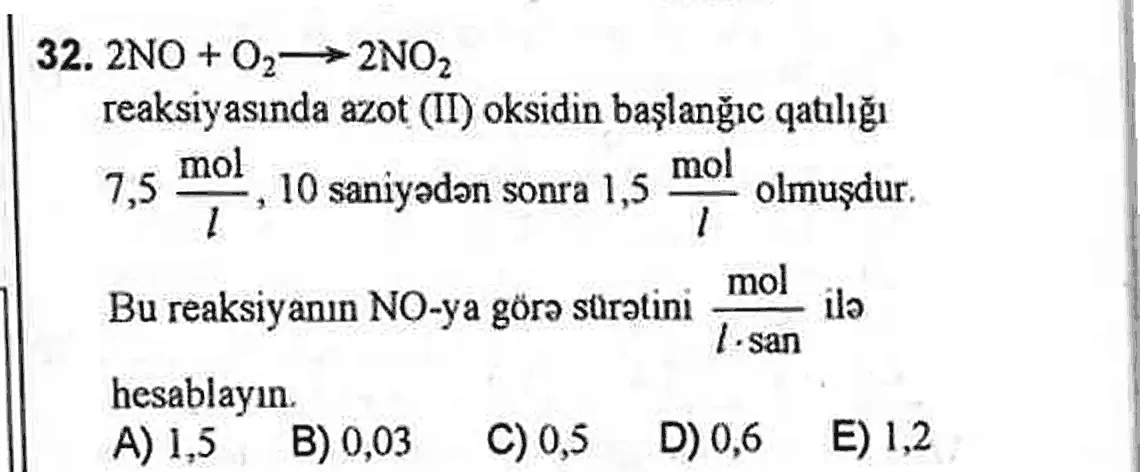 32. 2NO + O₂ ⟶ 2NO₂
reaksiyasında azot (II) oksidin başlanğıc qatılığı
7,5 mol/l, 10 saniyədən sonra 1,5 mol/l olmuşdur.
Bu reaksiyanın NO-ya görə sürətini mol/l·san ilə
hesablayın.
A) 1,5 B) 0,03 C) 0,5 D) 0,6 E) 1,2